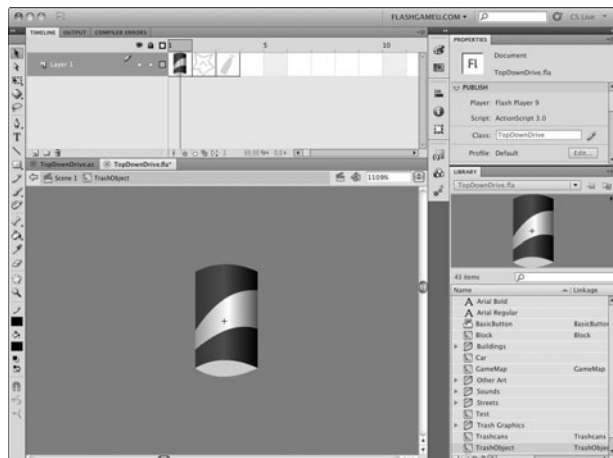 FLASHGAMEU.COM
CS Live
TIMELINE OUTPUT COMPILER ERRORS
1 5 10
Layer 1
TopDownDrive.as TopDownDrive.fla*
Scene 1 TrashObject 1109%
PROPERTIES
Fl
Document
TopDownDrive.fla
PUBLISH
Player: Flash Player 9
Script: ActionScript 3.0
Class: TopDownDrive
Profile: Default Edit...
LIBRARY
TopDownDrive.fla
43 items
Name Linkage
Arial Bold
Arial Regular
BasicButton BasicButton
Block Block
Buildings
Car
GameMap GameMap
Other Art
Sounds
Streets
Test
Trash Graphics
Trashcans Trashcans
TrashObject TrashObject